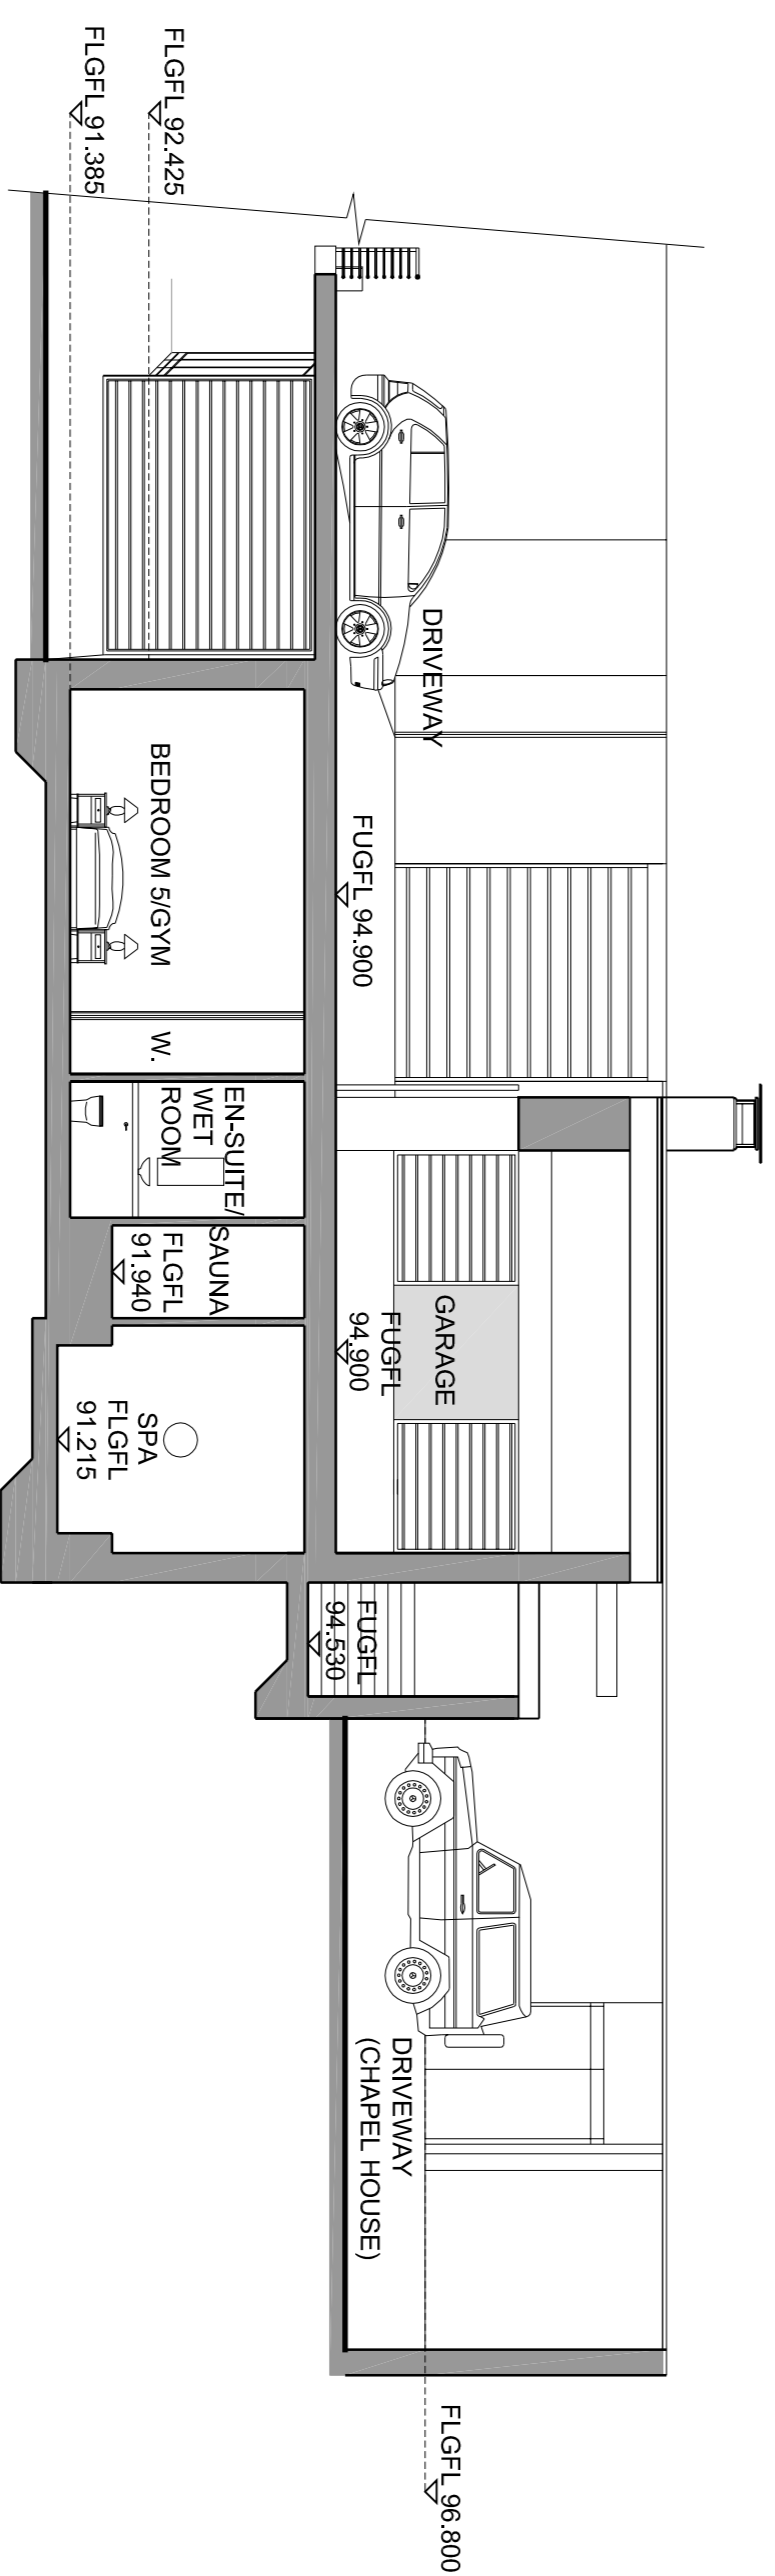 FLGFL 92.425
FLGFL 91.385
DRIVEWAY
FUGFL 94.900
BEDROOM 5/GYM
W.
EN-SUITE/
WET
ROOM
SAUNA
FLGFL
91.940
GARAGE
FUGFL
94.900
SPA
FLGFL
91.215
FUGFL
94.530
DRIVEWAY
(CHAPEL HOUSE)
FLGFL 96.800